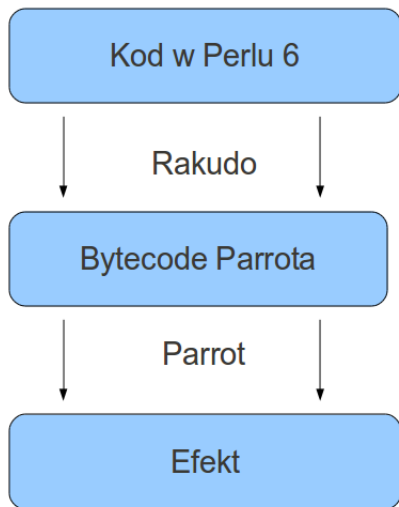 Kod w Perlu 6
Rakudo
Bytecode Parrota
Parrot
Efekt